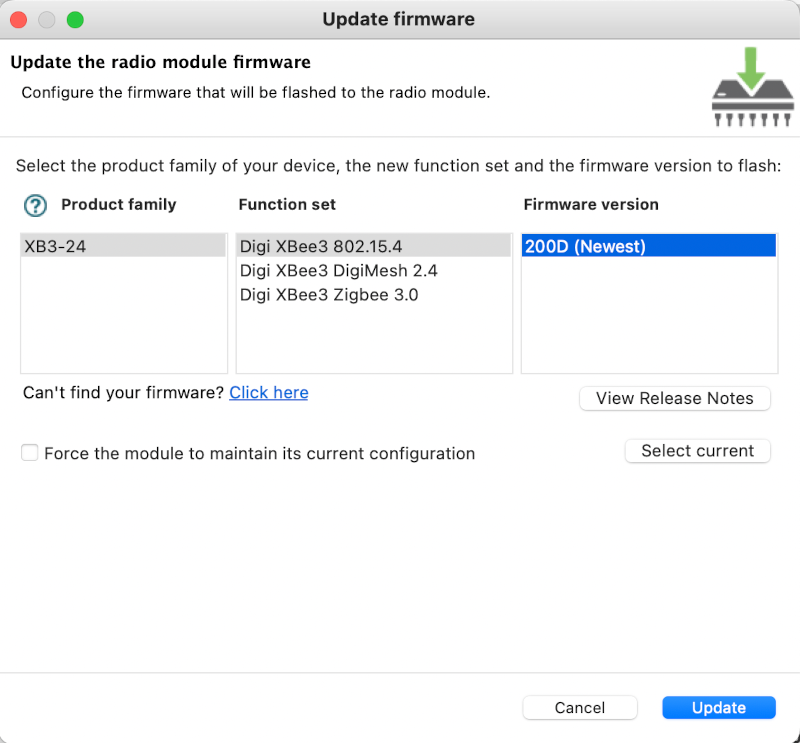 Update firmware
Update the radio module firmware
Configure the firmware that will be flashed to the radio module.
Select the product family of your device, the new function set and the firmware version to flash:
? Product family Function set Firmware version
XB3-24 Digi XBee3 802.15.4 200D (Newest)
Digi XBee3 DigiMesh 2.4
Digi XBee3 Zigbee 3.0
Can't find your firmware? Click here
View Release Notes
Force the module to maintain its current configuration
Select current
Cancel Update